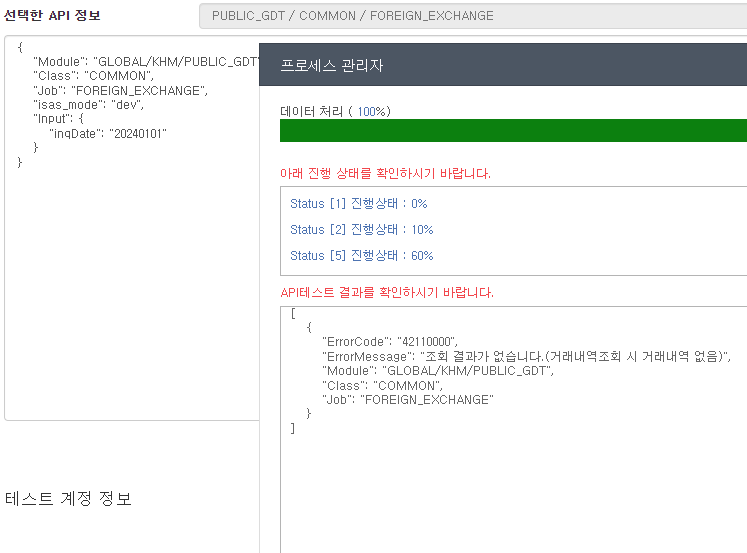 선택한 API 정보
PUBLIC_GDT / COMMON / FOREIGN_EXCHANGE
{
"Module": "GLOBAL/KHM/PUBLIC_GDT"
"Class": "COMMON",
"Job": "FOREIGN_EXCHANGE",
"isas_mode": "dev",
"Input": {
"inqDate": "20240101"
}
}
프로세스 관리자
데이터 처리 ( 100%)
아래 진행 상태를 확인하시기 바랍니다.
Status [1] 진행상태 : 0%
Status [2] 진행상태 : 10%
Status [5] 진행상태 : 60%
API테스트 결과를 확인하시기 바랍니다.
[
{
"ErrorCode": "42110000",
"ErrorMessage": "조회 결과가 없습니다.(거래내역조회 시 거래내역 없음)",
"Module": "GLOBAL/KHM/PUBLIC_GDT",
"Class": "COMMON",
"Job": "FOREIGN_EXCHANGE"
}
]
테스트 계정 정보